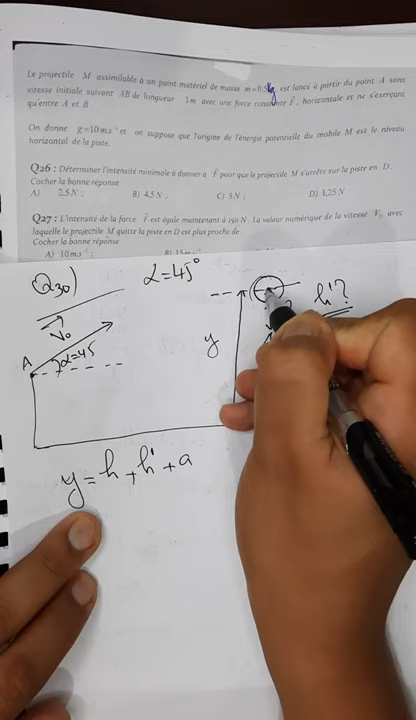 Le projectile M assimilable à un point matériel de masse m=0.5kg est lancé à partir du point A sans
vitesse initiale suivant AB de longueur 1m avec une force constante F, horizontale et ne s'exerçant
qu'entre A et B.
On donne g=10m.s⁻² et on suppose que l'origine de l'énergie potentielle du mobile M est le niveau
horizontal de la piste.
Q26 : Déterminer l'intensité minimale à donner à F pour que le projectile M s'arrête sur la piste en D.
Cocher la bonne réponse
A) 2,5 N ; B) 4,5 N ; C) 5 N ; D) 1,25 N
Q27 : L'intensité de la force F est égale maintenant à 150 N. La valeur numérique de la vitesse V_D avec
laquelle le projectile M quitte la piste en D est plus proche de :
Cocher la bonne réponse
A) 10 m.s⁻¹ ;
Q30) α=45°
V₀
h'?
A
α=45
y
y=h+h'+a